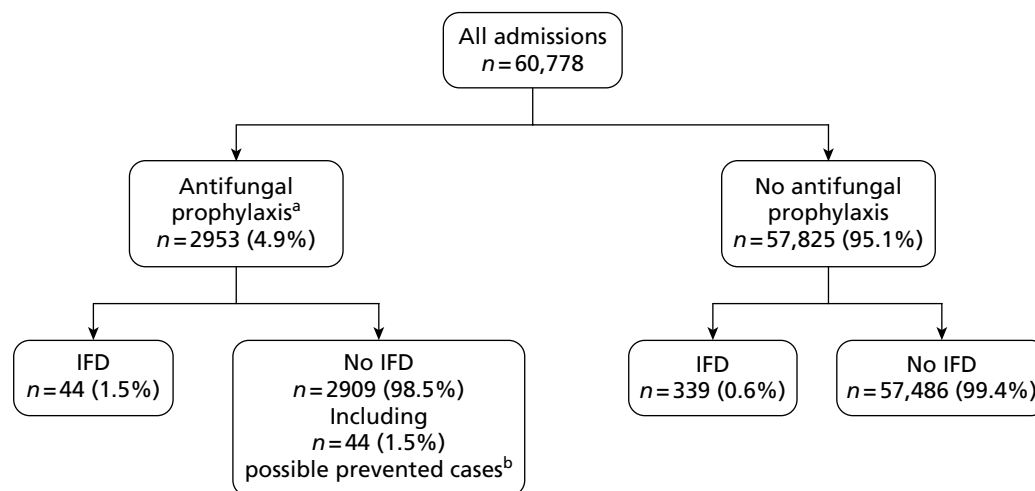 All admissions
n=60,778
Antifungal
prophylaxisᵃ
n=2953 (4.9%)
No antifungal
prophylaxis
n=57,825 (95.1%)
IFD
n=44 (1.5%)
No IFD
n=2909 (98.5%)
Including
n=44 (1.5%)
possible prevented casesᵇ
IFD
n=339 (0.6%)
No IFD
n=57,486 (99.4%)